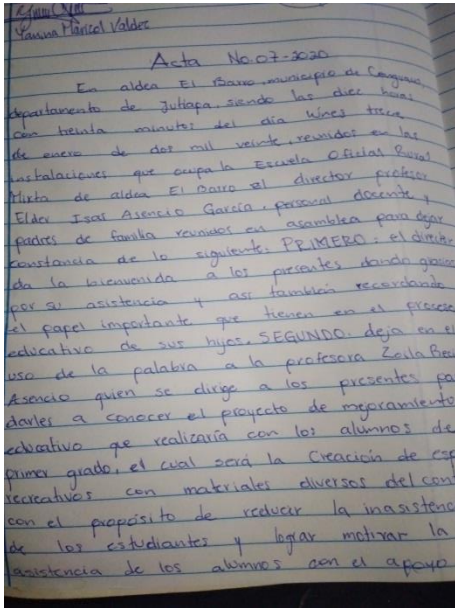 Yanina Maricol Valdez
Acta No. 07-2020
En aldea El Barro, municipio de Conguaco,
departamento de Jutiapa, siendo las diez horas
con treinta minutos del día lunes trece,
de enero de dos mil veinte, reunidos en las
instalaciones que ocupa la Escuela Oficial Rural
Mixta de aldea El Barro el director profesor
Elder Isaí Asencio García, personal docente y
padres de familia reunidos en asamblea para dejar
constancia de lo siguiente: PRIMERO: el director
da la bienvenida a los presentes dando gracias
por su asistencia y así también recordando
el papel importante que tienen en el proceso
educativo de sus hijos. SEGUNDO: deja en el
uso de la palabra a la profesora Zoila Bea
Asencio quien se dirige a los presentes pa
darles a conocer el proyecto de mejoramiento
educativo que realizaría con los alumnos de
primer grado, el cual será la Creación de esp
recreativos con materiales diversos del con
con el propósito de reducir la inasistenc
de los estudiantes y lograr motivar la
asistencia de los alumnos con el apoyo